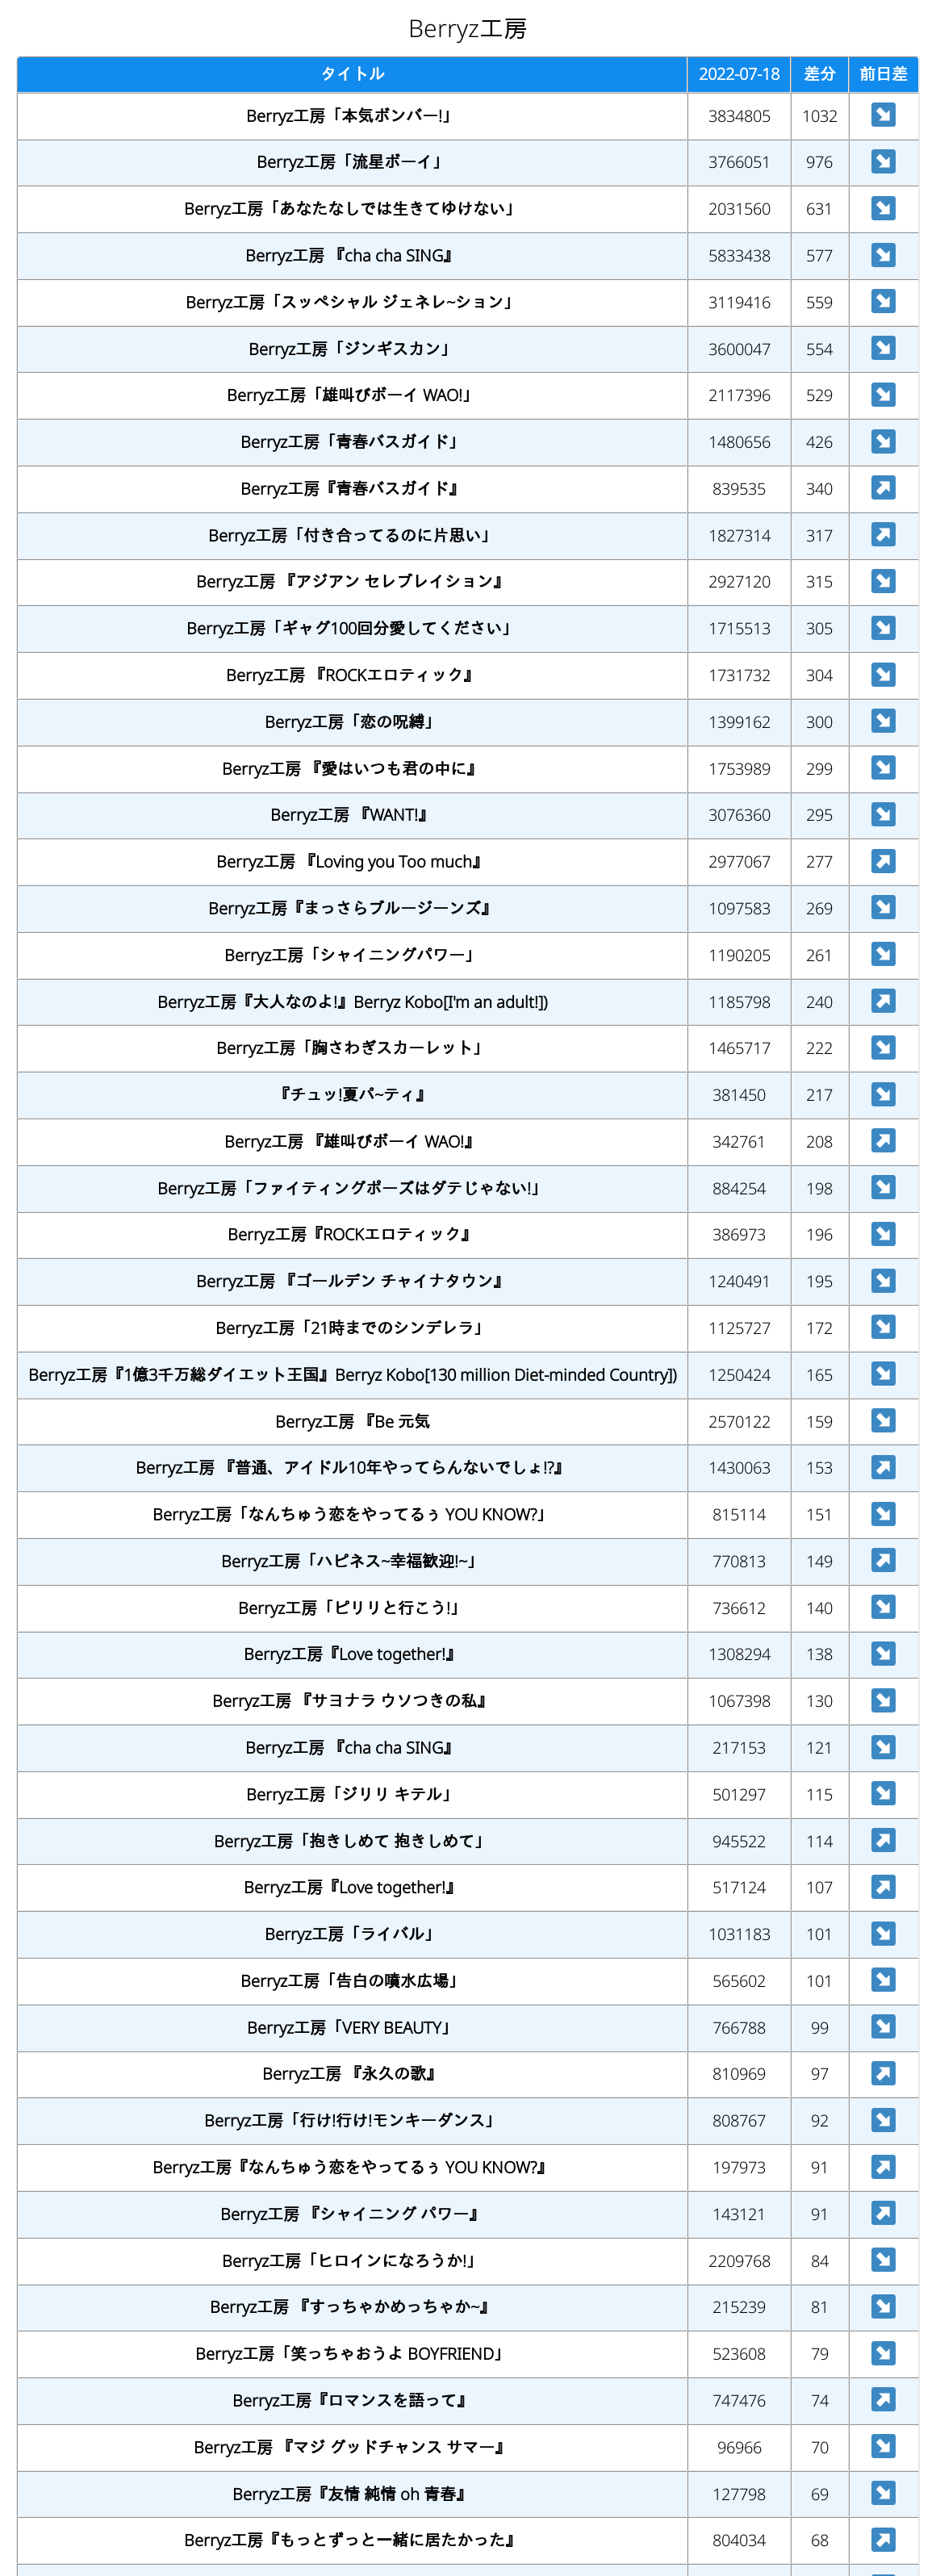 Berryz工房
タイトル 2022-07-18 差分 前日差
Berryz工房「本気ボンバー!」 3834805 1032 ↘
Berryz工房「流星ボーイ」 3766051 976 ↘
Berryz工房「あなたなしでは生きてゆけない」 2031560 631 ↘
Berryz工房 『cha cha SING』 5833438 577 ↘
Berryz工房「スッペシャル ジェネレ~ション」 3119416 559 ↘
Berryz工房「ジンギスカン」 3600047 554 ↘
Berryz工房「雄叫びボーイ WAO!」 2117396 529 ↘
Berryz工房「青春バスガイド」 1480656 426 ↘
Berryz工房『青春バスガイド』 839535 340 ↗
Berryz工房「付き合ってるのに片思い」 1827314 317 ↗
Berryz工房 『アジアン セレブレイション』 2927120 315 ↘
Berryz工房「ギャグ100回分愛してください」 1715513 305 ↘
Berryz工房 『ROCKエロティック』 1731732 304 ↘
Berryz工房「恋の呪縛」 1399162 300 ↘
Berryz工房 『愛はいつも君の中に』 1753989 299 ↘
Berryz工房 『WANT!』 3076360 295 ↘
Berryz工房 『Loving you Too much』 2977067 277 ↗
Berryz工房『まっさらブルージーンズ』 1097583 269 ↘
Berryz工房「シャイニングパワー」 1190205 261 ↘
Berryz工房『大人なのよ!』Berryz Kobo[I'm an adult!]) 1185798 240 ↗
Berryz工房「胸さわぎスカーレット」 1465717 222 ↘
『チュッ!夏パ~ティ』 381450 217 ↘
Berryz工房 『雄叫びボーイ WAO!』 342761 208 ↗
Berryz工房「ファイティングポーズはダテじゃない!」 884254 198 ↘
Berryz工房『ROCKエロティック』 386973 196 ↘
Berryz工房 『ゴールデン チャイナタウン』 1240491 195 ↘
Berryz工房「21時までのシンデレラ」 1125727 172 ↘
Berryz工房『1億3千万総ダイエット王国』Berryz Kobo[130 million Diet-minded Country]) 1250424 165 ↘
Berryz工房 『Be 元気 2570122 159 ↘
Berryz工房 『普通、アイドル10年やってらんないでしょ!?』 1430063 153 ↗
Berryz工房「なんちゅう恋をやってるぅ YOU KNOW?」 815114 151 ↘
Berryz工房「ハピネス~幸福歓迎!~」 770813 149 ↗
Berryz工房「ピリリと行こう!」 736612 140 ↘
Berryz工房『Love together!』 1308294 138 ↘
Berryz工房 『サヨナラ ウソつきの私』 1067398 130 ↘
Berryz工房 『cha cha SING』 217153 121 ↘
Berryz工房「ジリリ キテル」 501297 115 ↘
Berryz工房「抱きしめて 抱きしめて」 945522 114 ↗
Berryz工房『Love together!』 517124 107 ↗
Berryz工房「ライバル」 1031183 101 ↘
Berryz工房「告白の噴水広場」 565602 101 ↘
Berryz工房「VERY BEAUTY」 766788 99 ↘
Berryz工房 『永久の歌』 810969 97 ↗
Berryz工房「行け!行け!モンキーダンス」 808767 92 ↘
Berryz工房『なんちゅう恋をやってるぅ YOU KNOW?』 197973 91 ↗
Berryz工房 『シャイニング パワー』 143121 91 ↗
Berryz工房「ヒロインになろうか!」 2209768 84 ↘
Berryz工房 『すっちゃかめっちゃか~』 215239 81 ↘
Berryz工房「笑っちゃおうよ BOYFRIEND」 523608 79 ↘
Berryz工房『ロマンスを語って』 747476 74 ↗
Berryz工房 『マジ グッドチャンス サマー』 96966 70 ↘
Berryz工房『友情 純情 oh 青春』 127798 69 ↘
Berryz工房『もっとずっと一緒に居たかった』 804034 68 ↗